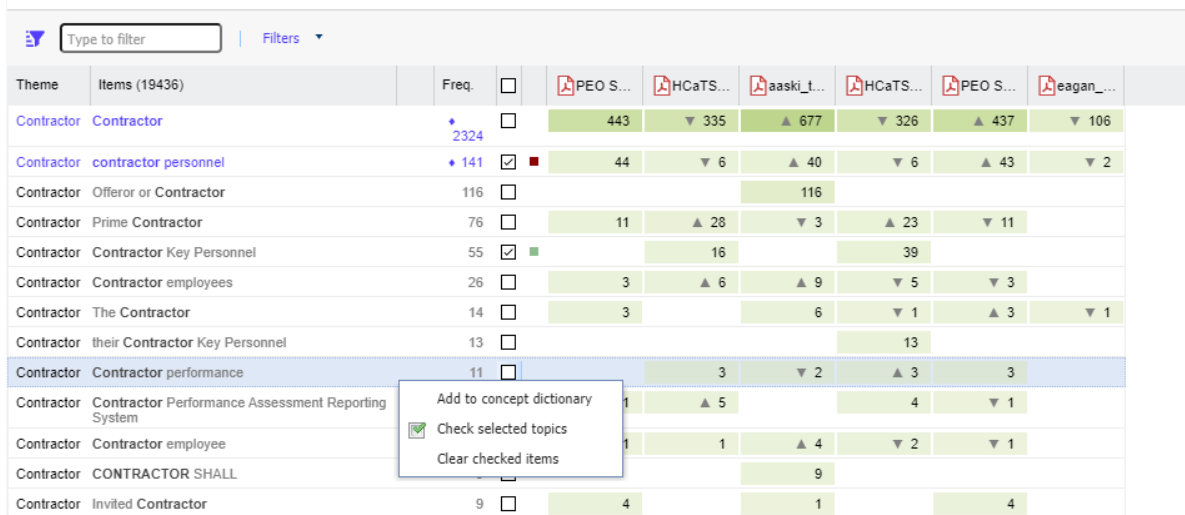 Type to filter | Filters
Theme Items (19436) Freq. PEO S... HCaTS... aaski_t... HCaTS... PEO S... eagan_...
Contractor Contractor 2324 443 ▼ 335 ▲ 677 ▼ 326 ▲ 437 ▼ 106
Contractor contractor personnel 141 44 ▼ 6 ▲ 40 ▼ 6 ▲ 43 ▼ 2
Contractor Offeror or Contractor 116 116
Contractor Prime Contractor 76 11 ▲ 28 ▼ 3 ▲ 23 ▼ 11
Contractor Contractor Key Personnel 55 16 39
Contractor Contractor employees 26 3 ▲ 6 ▲ 9 ▼ 5 ▼ 3
Contractor The Contractor 14 3 6 ▼ 1 ▲ 3 ▼ 1
Contractor their Contractor Key Personnel 13 13
Contractor Contractor performance 11 3 ▼ 2 ▲ 3 3
Contractor Contractor Performance Assessment Reporting
System 1 ▲ 5 4 ▼ 1
Contractor Contractor employee 1 1 ▲ 4 ▼ 2 ▼ 1
Contractor CONTRACTOR SHALL 9
Contractor Invited Contractor 9 4 1 4
Add to concept dictionary
Check selected topics
Clear checked items